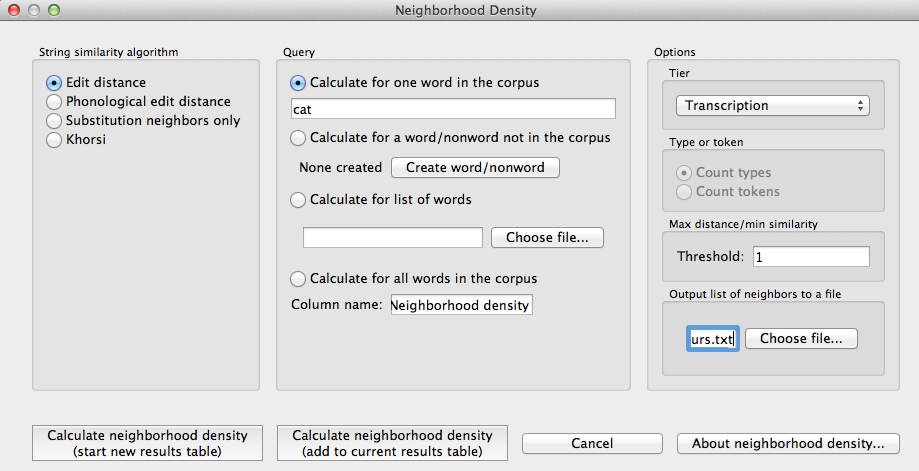 Neighborhood Density
String similarity algorithm
Edit distance
Phonological edit distance
Substitution neighbors only
Khorsi
Query
Calculate for one word in the corpus
cat
Calculate for a word/nonword not in the corpus
None created
Create word/nonword
Calculate for list of words
Choose file...
Calculate for all words in the corpus
Column name:
Neighborhood density
Options
Tier
Transcription
Type or token
Count types
Count tokens
Max distance/min similarity
Threshold:
1
Output list of neighbors to a file
urs.txt
Choose file...
Calculate neighborhood density
(start new results table)
Calculate neighborhood density
(add to current results table)
Cancel
About neighborhood density...